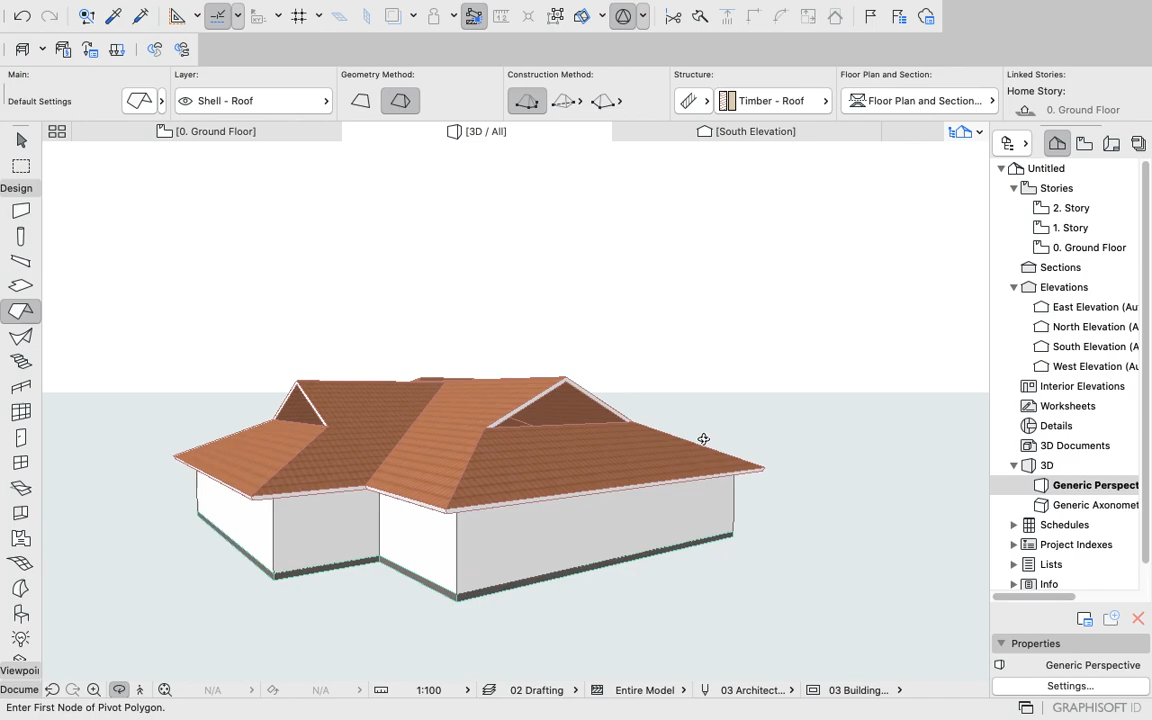 Main:
Layer:
Geometry Method:
Construction Method:
Structure:
Floor Plan and Section:
Linked Stories:
Default Settings
Shell - Roof
Timber - Roof
Floor Plan and Section...
Home Story:
0. Ground Floor
[0. Ground Floor]
[3D / All]
[South Elevation]
Design
Untitled
Stories
2. Story
1. Story
0. Ground Floor
Sections
Elevations
East Elevation (Au
North Elevation (A
South Elevation (A
West Elevation (Au
Interior Elevations
Worksheets
Details
3D Documents
3D
Generic Perspect
Generic Axonomet
Schedules
Project Indexes
Lists
Info
Properties
Generic Perspective
Settings...
Viewpoi
Docume
N/A
N/A
1:100
02 Drafting
Entire Model
03 Architect...
03 Building...
Enter First Node of Pivot Polygon.
GRAPHISOFT ID